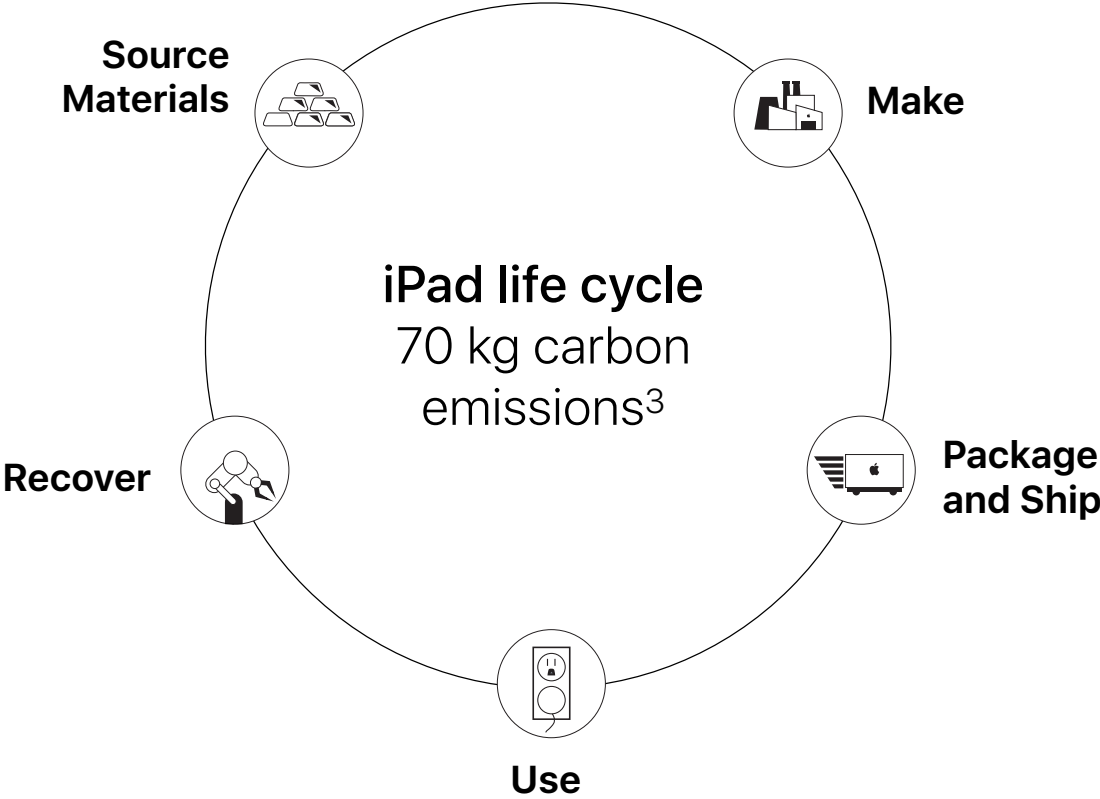 Source
Materials
Make
iPad life cycle
70 kg carbon
emissions³
Recover
Package
and Ship
Use